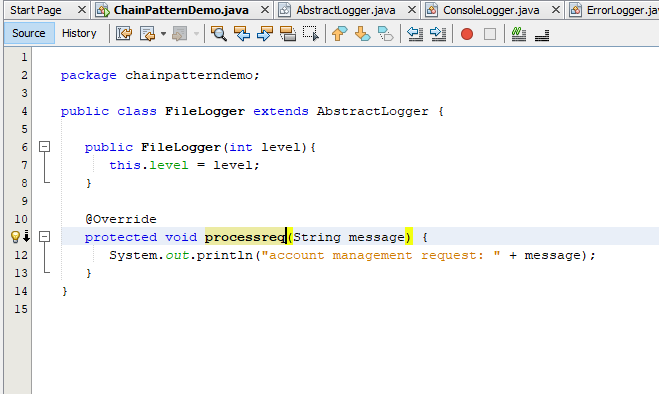 Start Page ChainPatternDemo.java AbstractLogger.java ConsoleLogger.java ErrorLogger.jav
Source History
1
2 package chainpatterndemo;
3
4 public class FileLogger extends AbstractLogger {
5
6 public FileLogger(int level){
7 this.level = level;
8 }
9
10 @Override
protected void processreq(String message) {
12 System.out.println("account management request: " + message);
13 }
14 }
15